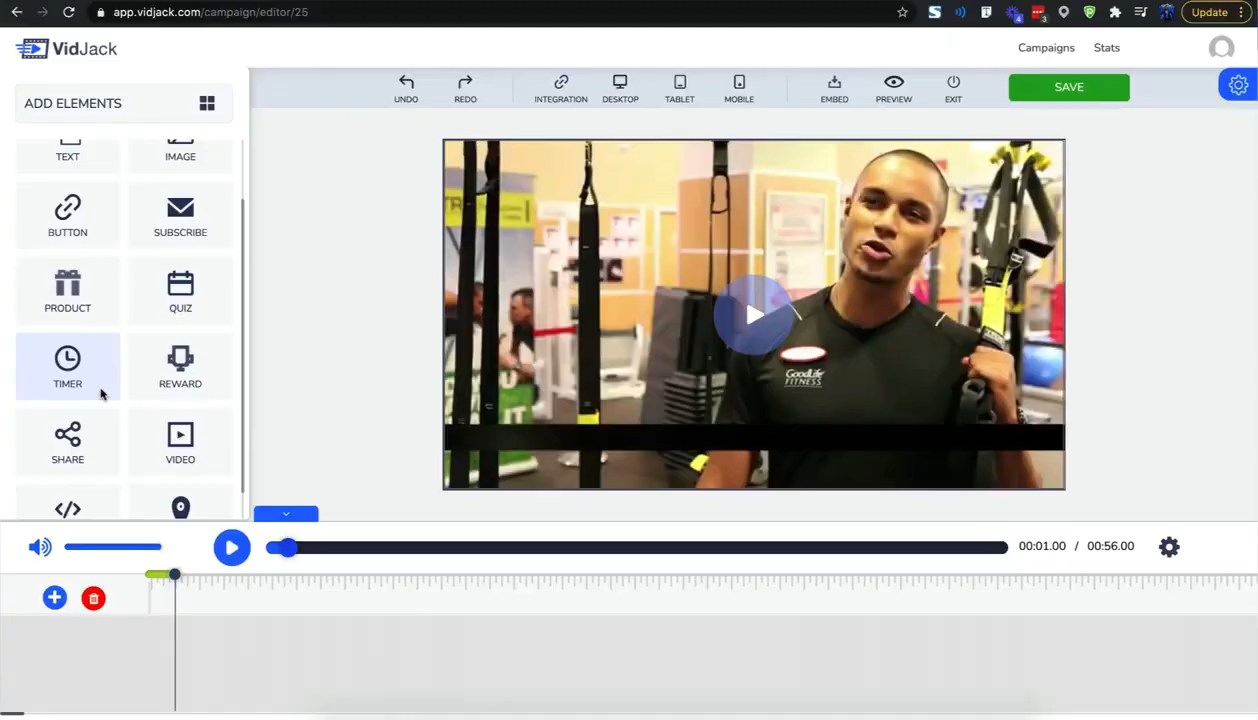 app.vidjack.com/campaign/editor/25
4
3
Update
VidJack
Campaigns
Stats
ADD ELEMENTS
UNDO
REDO
INTEGRATION
DESKTOP
TABLET
MOBILE
EMBED
PREVIEW
EXIT
SAVE
TEXT
IMAGE
BUTTON
SUBSCRIBE
PRODUCT
QUIZ
TIMER
REWARD
SHARE
VIDEO
GOODLIFE
FITNESS
00:01.00 / 00:56.00